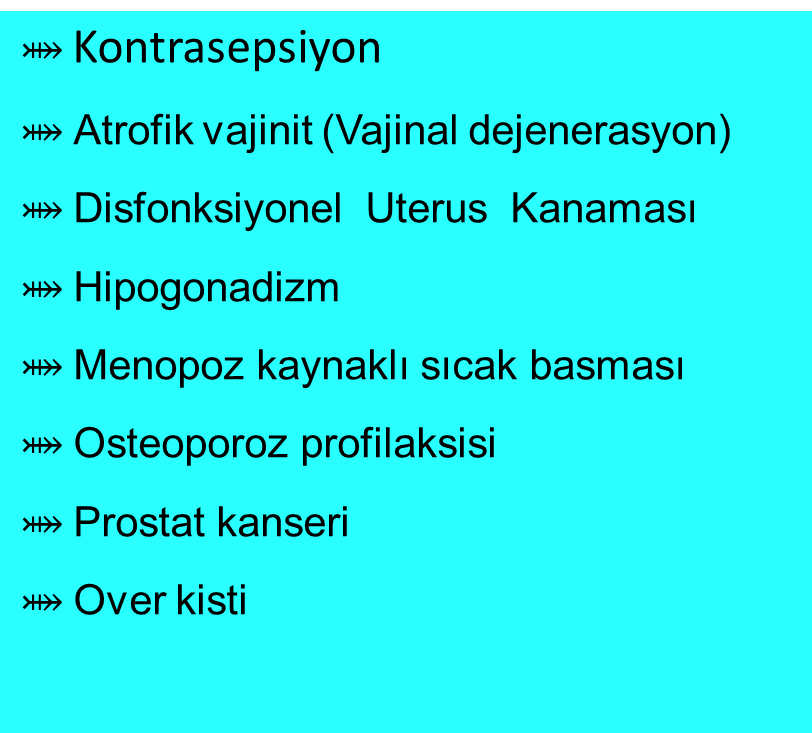 ⤕ Kontrasepsiyon
⤕ Atrofik vajinit (Vajinal dejenerasyon)
⤕ Disfonksiyonel Uterus Kanaması
⤕ Hipogonadizm
⤕ Menopoz kaynaklı sıcak basması
⤕ Osteoporoz profilaksisi
⤕ Prostat kanseri
⤕ Over kisti